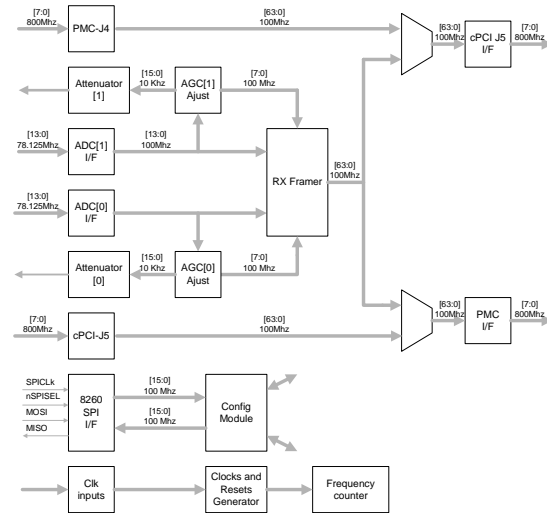 [7:0]
800Mhz
PMC-J4
[63:0]
100Mhz
[63:0]
100Mhz
cPCI J5
I/F
[7:0]
800Mhz
Attenuator
[1]
[15:0]
10 Khz
AGC[1]
Ajust
[7:0]
100 Mhz
[13:0]
78.125Mhz
ADC[1]
I/F
[13:0]
100Mhz
RX Framer
[63:0]
100Mhz
[13:0]
78.125Mhz
ADC[0]
I/F
Attenuator
[0]
[15:0]
10 Khz
AGC[0]
Ajust
[7:0]
100 Mhz
[7:0]
800Mhz
cPCI-J5
[63:0]
100Mhz
[63:0]
100Mhz
PMC
I/F
[7:0]
800Mhz
SPICLk
nSPISEL
MOSI
MISO
8260
SPI
I/F
[15:0]
100 Mhz
[15:0]
100 Mhz
Config
Module
Clk
inputs
Clocks and
Resets
Generator
Frequency
counter